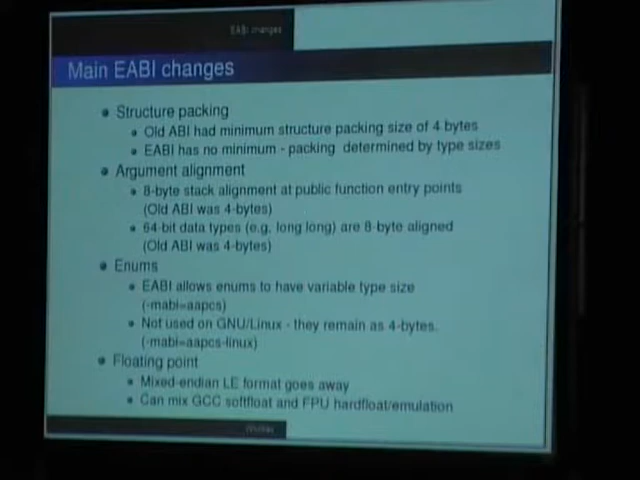 EABI changes
Main EABI changes
Structure packing
Old ABI had minimum structure packing size of 4 bytes
EABI has no minimum - packing determined by type sizes
Argument alignment
8-byte stack alignment at public function entry points
(Old ABI was 4-bytes)
64-bit data types (e.g. long long) are 8-byte aligned
(Old ABI was 4-bytes)
Enums
EABI allows enums to have variable type size
(-mabi=aapcs)
Not used on GNU/Linux - they remain as 4-bytes.
(-mabi=aapcs-linux)
Floating point
Mixed-endian LE format goes away
Can mix GCC softfloat and FPU hardfloat/emulation